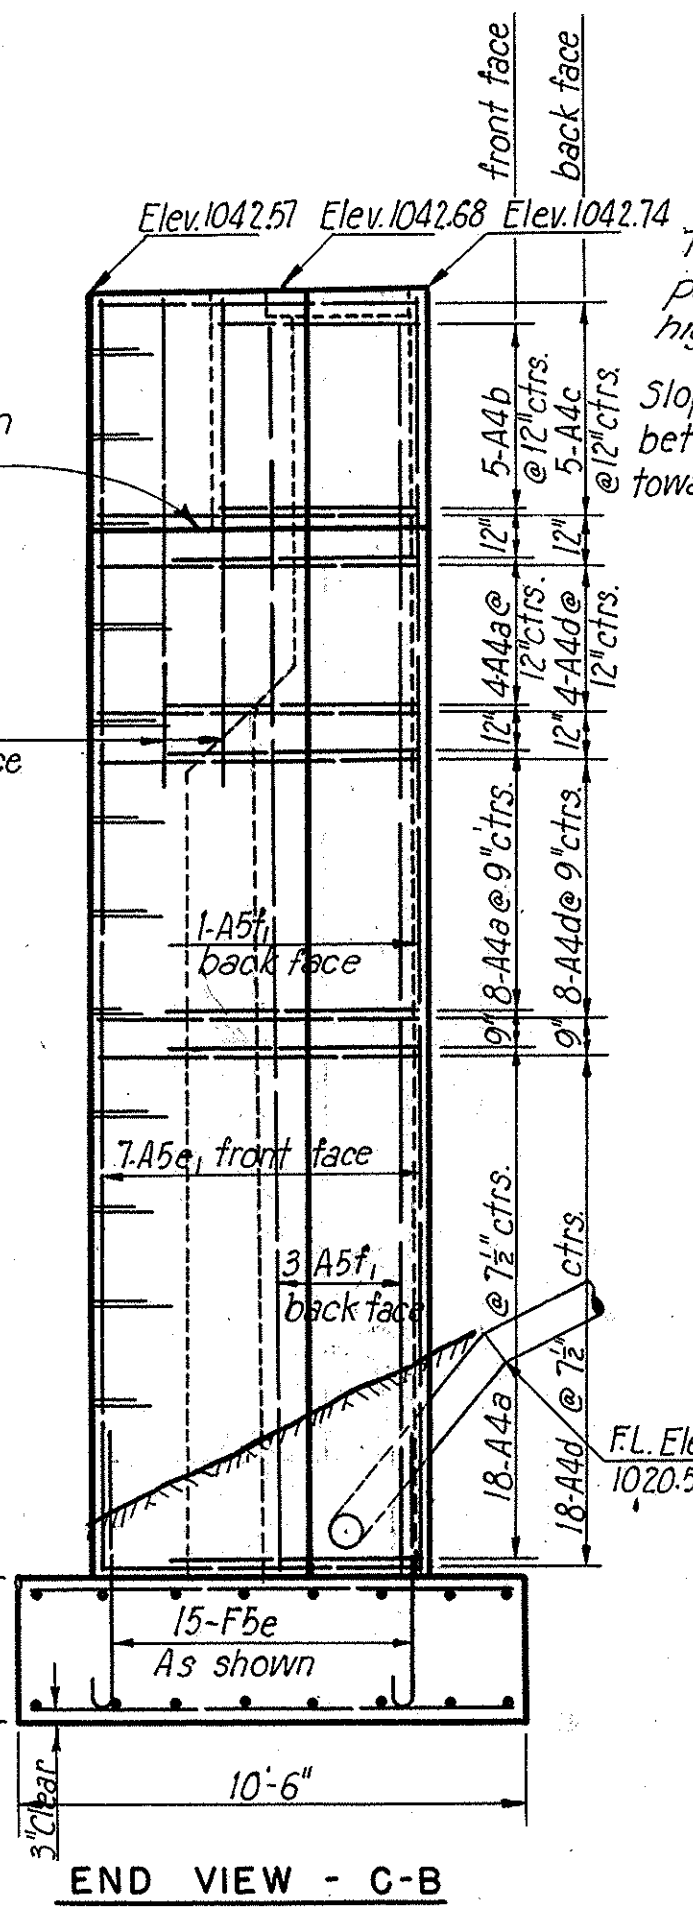 front face
back face
Elev. 1042.57
Elev. 1042.68
Elev. 1042.74
hig
Slop
bet
towa
5-A4b
@ 12" ctrs.
5-A4c
@ 12" ctrs.
12"
12"
4-A4a @
12" ctrs.
4-A4d @
12" ctrs.
12"
12"
8-A4a @ 9" ctrs.
8-A4d @ 9" ctrs.
1-A5f₁
back face
9"
9"
7-A5e₁ front face
3 A5f₁
back face
18-A4a @ 7½" ctrs.
18-A4d @ 7½" ctrs.
F.L. Ele
1020.5
15-F5e
As shown
3" Clear
10'-6"
END VIEW - C-B